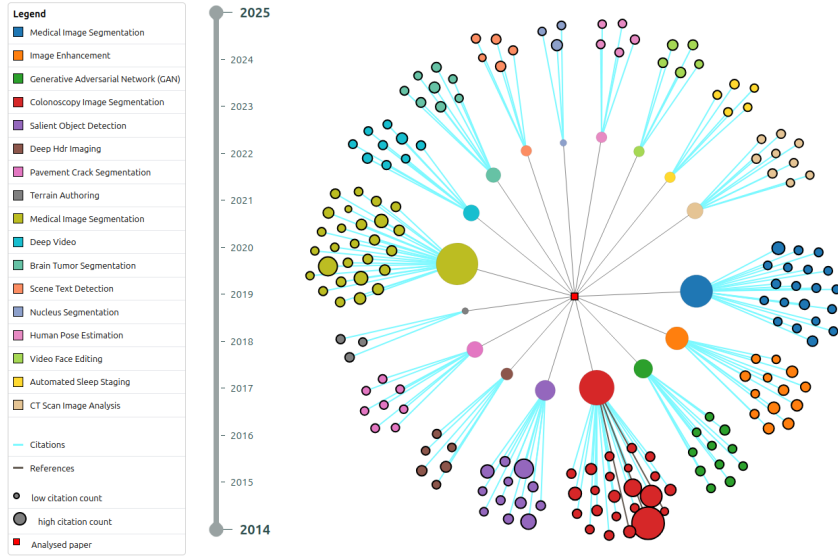 Legend
Medical Image Segmentation
Image Enhancement
Generative Adversarial Network (GAN)
Colonoscopy Image Segmentation
Salient Object Detection
Deep Hdr Imaging
Pavement Crack Segmentation
Terrain Authoring
Medical Image Segmentation
Deep Video
Brain Tumor Segmentation
Scene Text Detection
Nucleus Segmentation
Human Pose Estimation
Video Face Editing
Automated Sleep Staging
CT Scan Image Analysis
Citations
References
low citation count
high citation count
Analysed paper
2025
2024
2023
2022
2021
2020
2019
2018
2017
2016
2015
2014